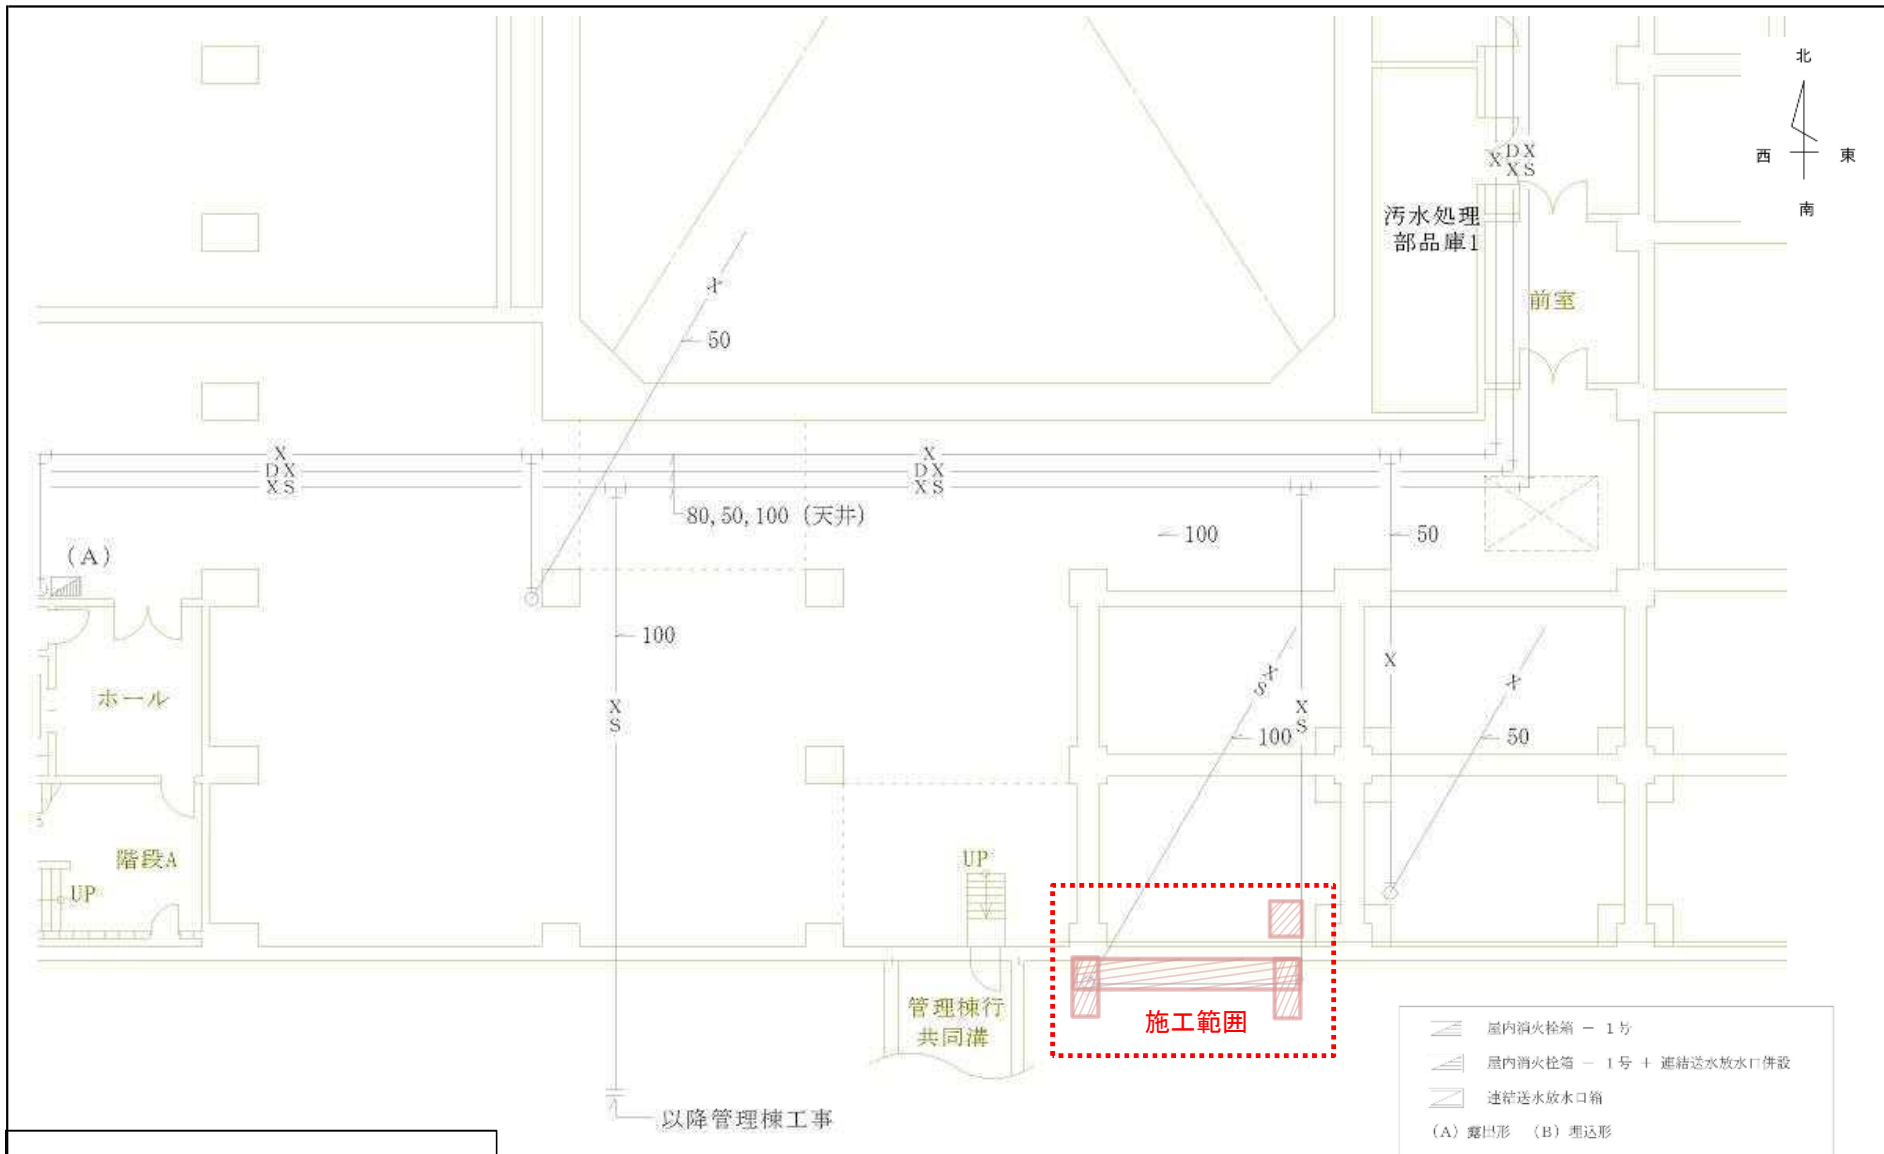 北
西
東
南
X
DX
XS
汚水処理
部品庫1
前室
X
50
X
DX
XS
X
DX
XS
80,50,100 (天井)
100
50
(A)
100
X
S
X
X
S
X
S
X
100
50
ホール
階段A
UP
UP
管理棟行
共同溝
施工範囲
以降管理棟工事
屋内消火栓箱 － 1号
屋内消火栓箱 － 1号 ＋ 連結送水放水口併設
連結送水放水口箱
(A) 露出形 (B) 埋込形